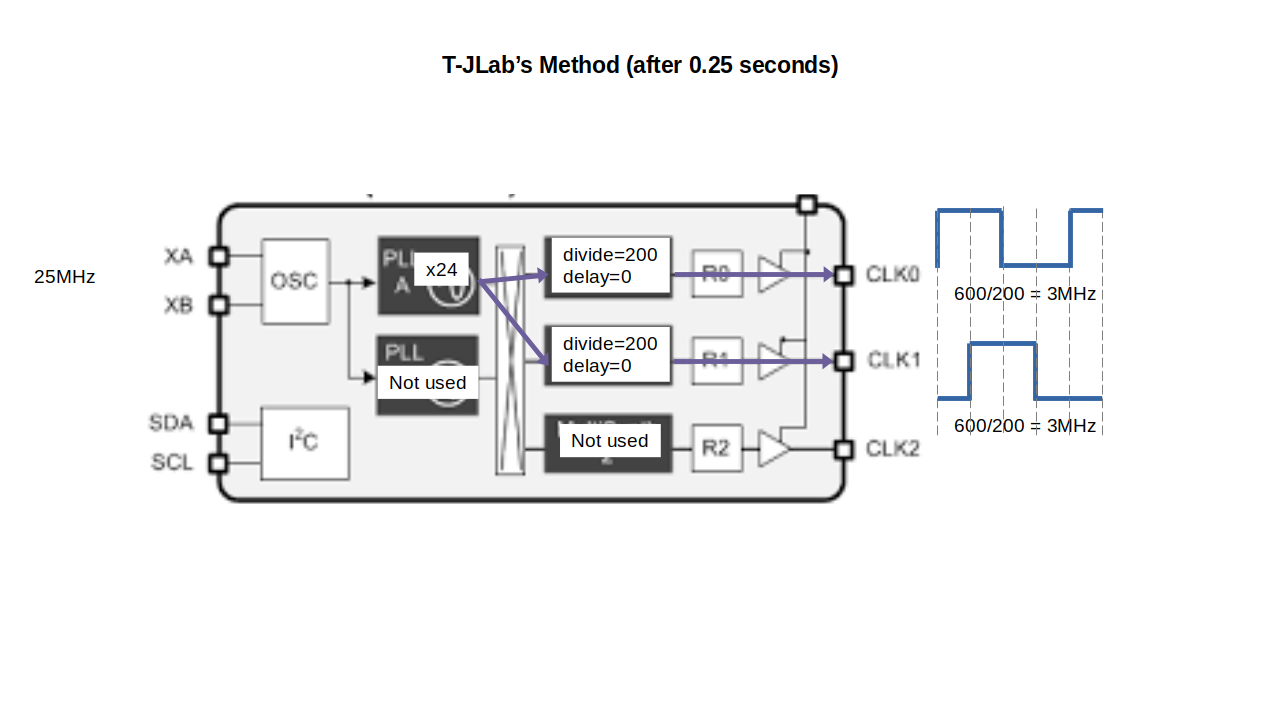 T-JLab’s Method (after 0.25 seconds)
25MHz
XA
XB
SDA
SCL
OSC
I2C
PLL
A
x24
PLL
Not used
divide=200
delay=0
divide=200
delay=0
Not used
2
R0
R1
R2
CLK0
CLK1
CLK2
600/200 = 3MHz
600/200 = 3MHz